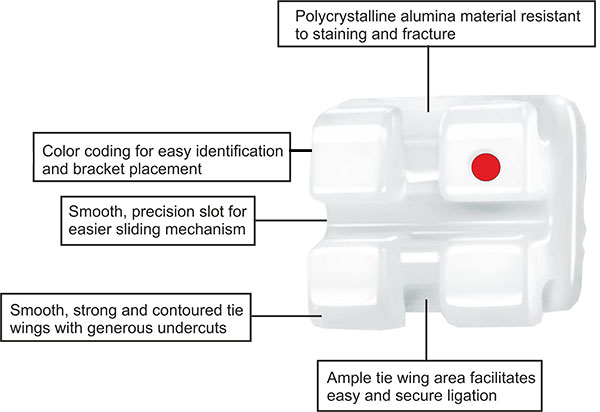 Polycrystalline alumina material resistant
to staining and fracture
Color coding for easy identification
and bracket placement
Smooth, precision slot for
easier sliding mechanism
Smooth, strong and contoured tie
wings with generous undercuts
Ample tie wing area facilitates
easy and secure ligation